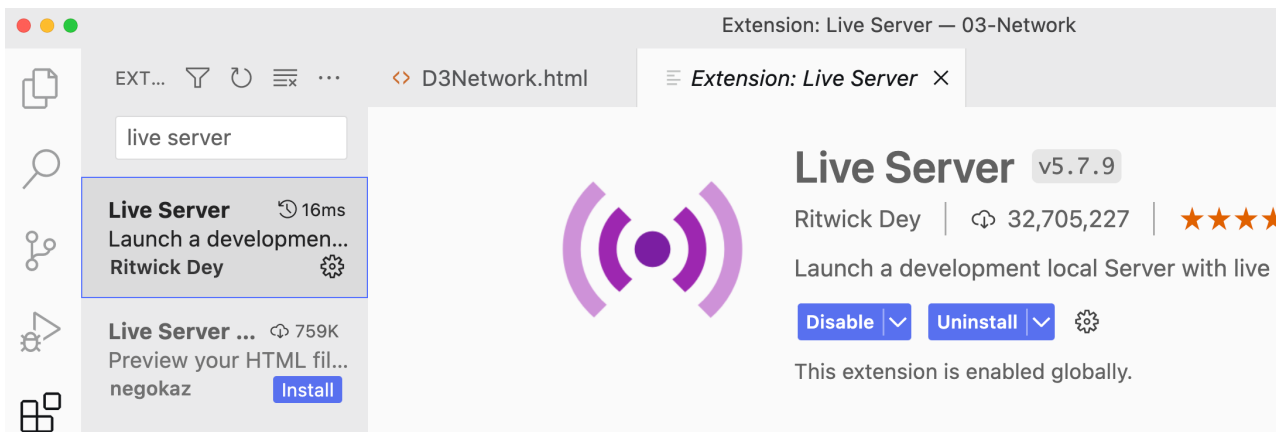 Extension: Live Server — 03-Network
EXT...
D3Network.html
Extension: Live Server
live server
Live Server 16ms
Launch a developmen...
Ritwick Dey
Live Server ... 759K
Preview your HTML fil...
negokaz Install
Live Server v5.7.9
Ritwick Dey 32,705,227
Launch a development local Server with live
Disable Uninstall
This extension is enabled globally.